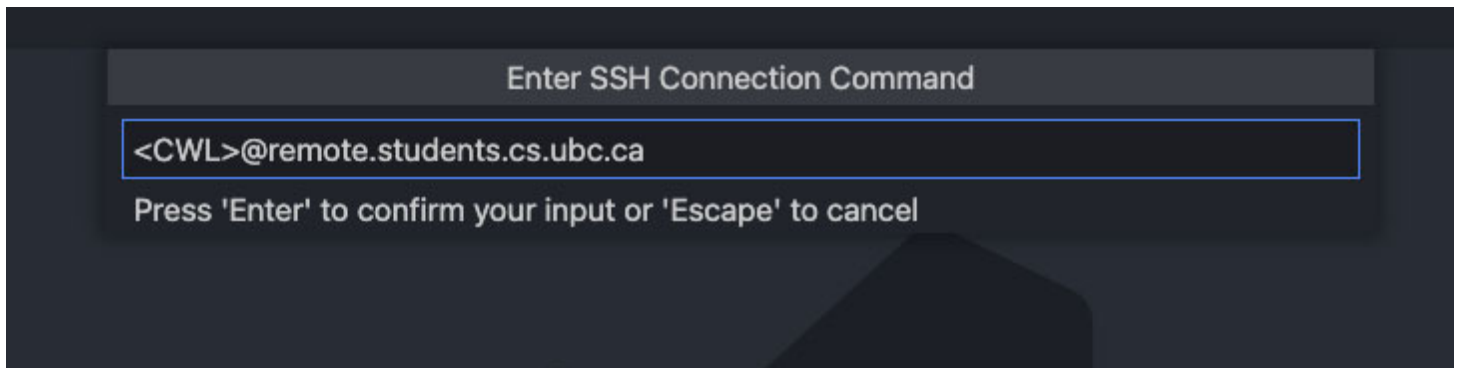 Enter SSH Connection Command
<CWL>@remote.students.cs.ubc.ca
Press 'Enter' to confirm your input or 'Escape' to cancel